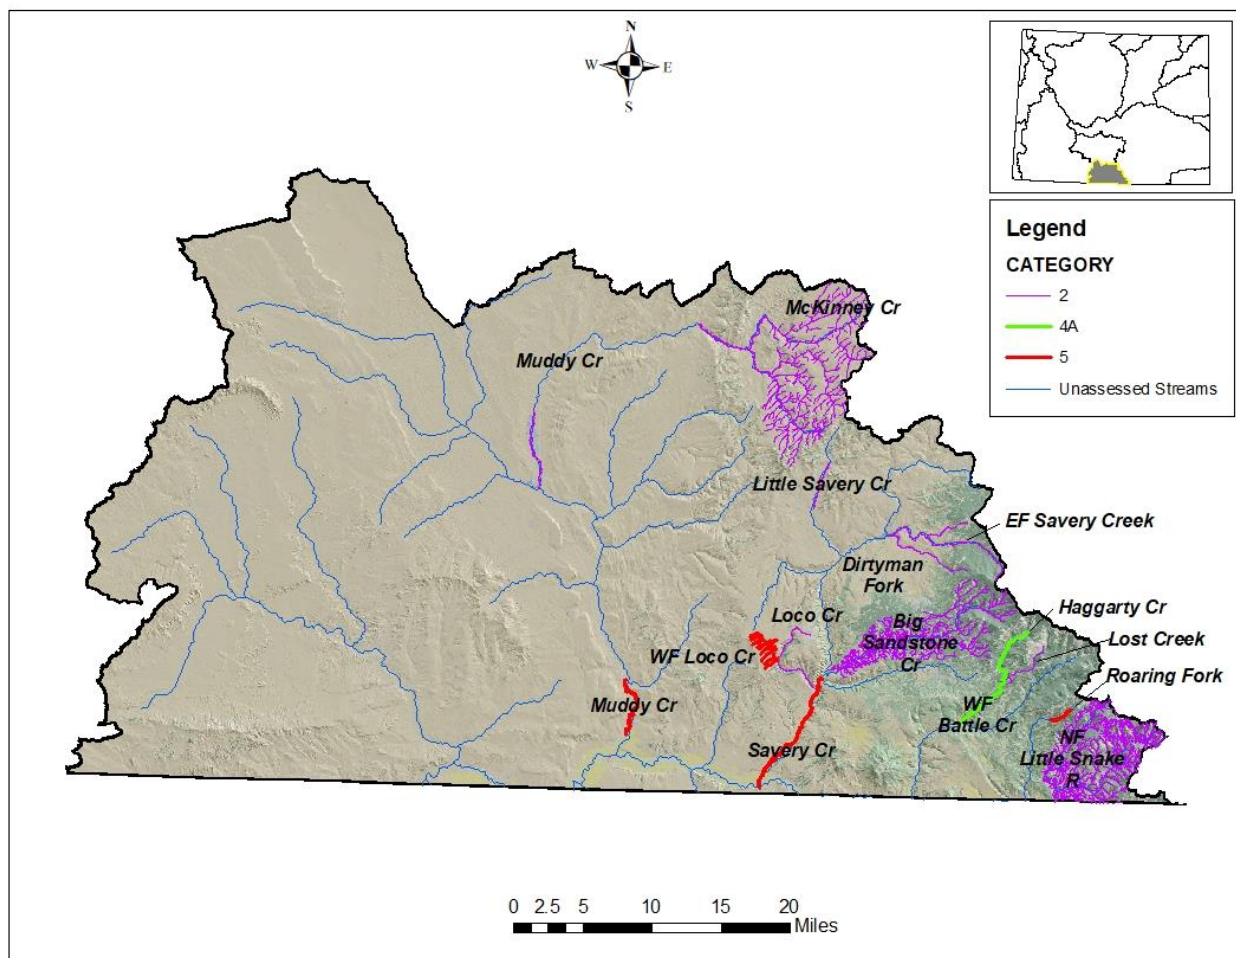 N
W
E
S
Legend
CATEGORY
2
4A
5
Unassessed Streams
McKinney Cr
Muddy Cr
Little Savery Cr
EF Savery Creek
Dirtyman
Fork
Haggarty Cr
Loco Cr
Big
Sandstone
Cr
Lost Creek
WF Loco Cr
Roaring Fork
Muddy Cr
WF
Battle Cr
Savery Cr
NF
Little Snake
R
0 2.5 5 10 15 20
Miles